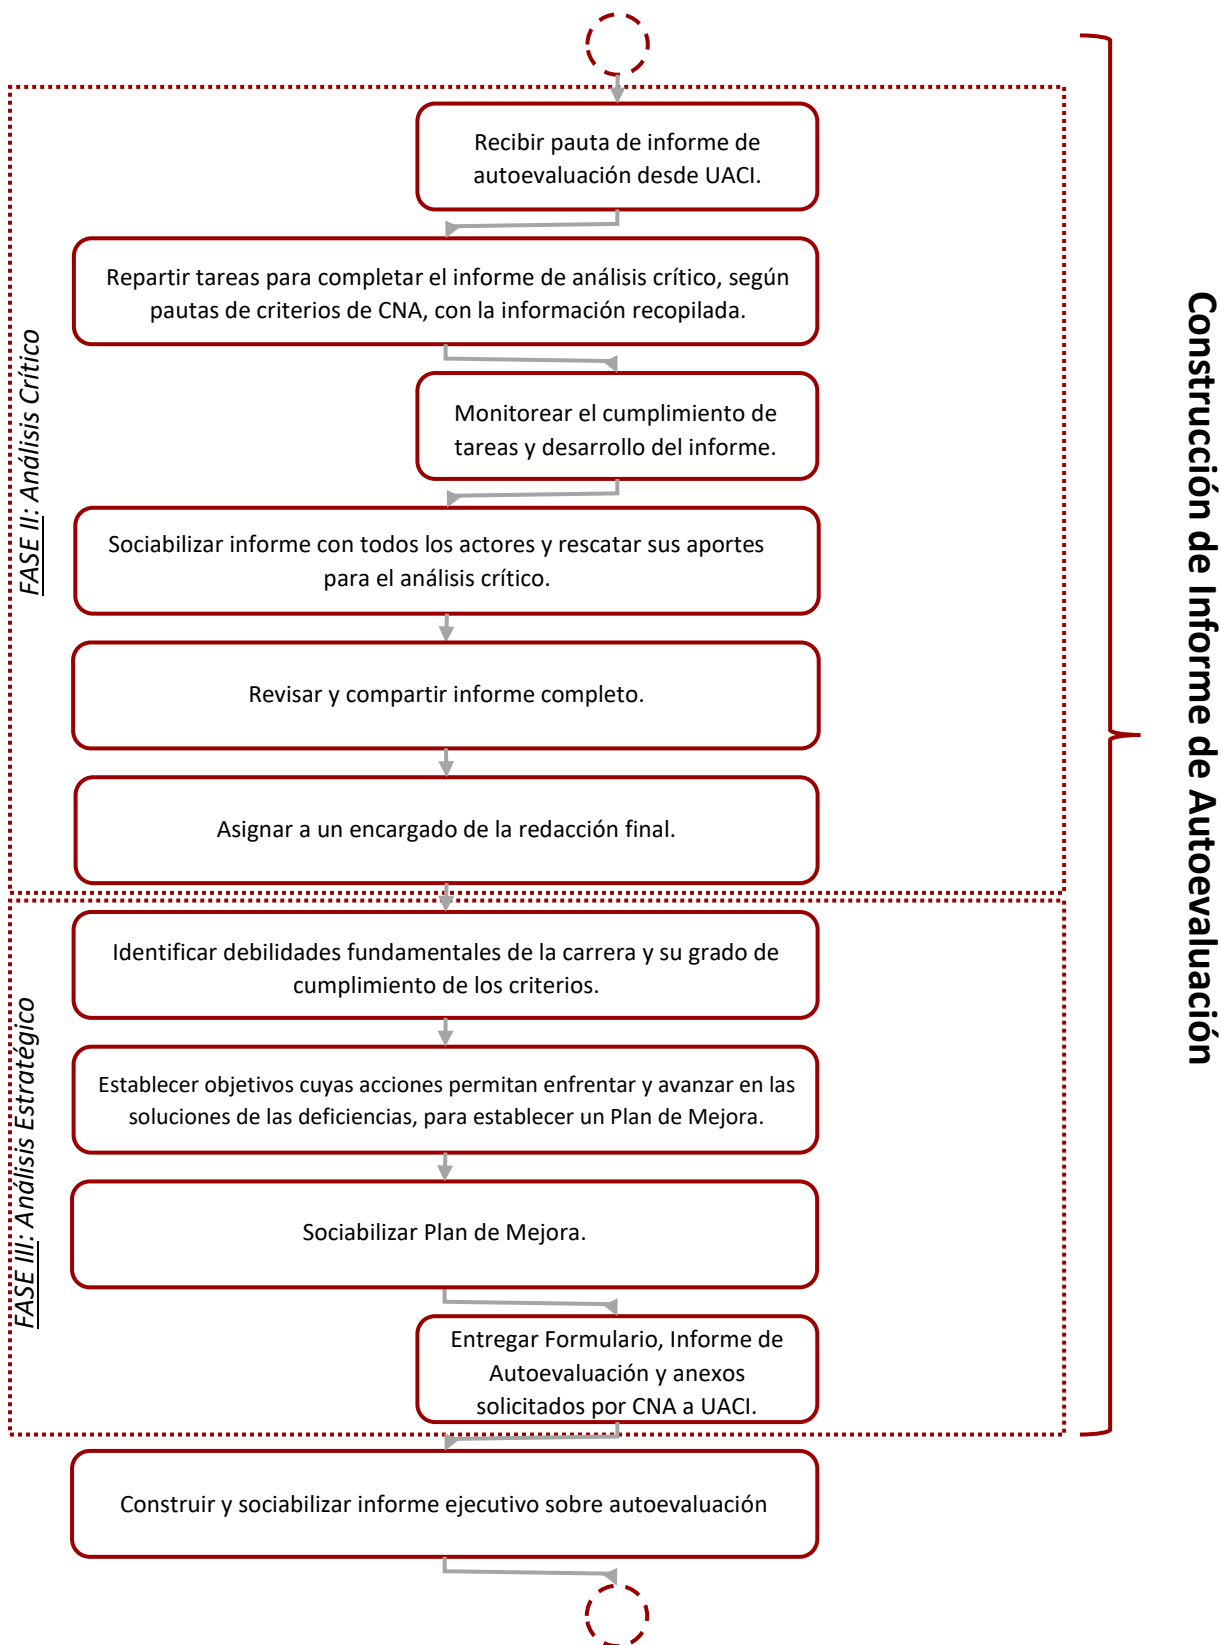 Recibir pauta de informe de
autoevaluación desde UACI.
Repartir tareas para completar el informe de análisis crítico, según
pautas de criterios de CNA, con la información recopilada.
Monitorear el cumplimiento de
tareas y desarrollo del informe.
Sociabilizar informe con todos los actores y rescatar sus aportes
para el análisis crítico.
Revisar y compartir informe completo.
Asignar a un encargado de la redacción final.
FASE II: Análisis Crítico
Identificar debilidades fundamentales de la carrera y su grado de
cumplimiento de los criterios.
Establecer objetivos cuyas acciones permitan enfrentar y avanzar en las
soluciones de las deficiencias, para establecer un Plan de Mejora.
Sociabilizar Plan de Mejora.
Entregar Formulario, Informe de
Autoevaluación y anexos
solicitados por CNA a UACI.
FASE III: Análisis Estratégico
Construir y sociabilizar informe ejecutivo sobre autoevaluación
Construcción de Informe de Autoevaluación